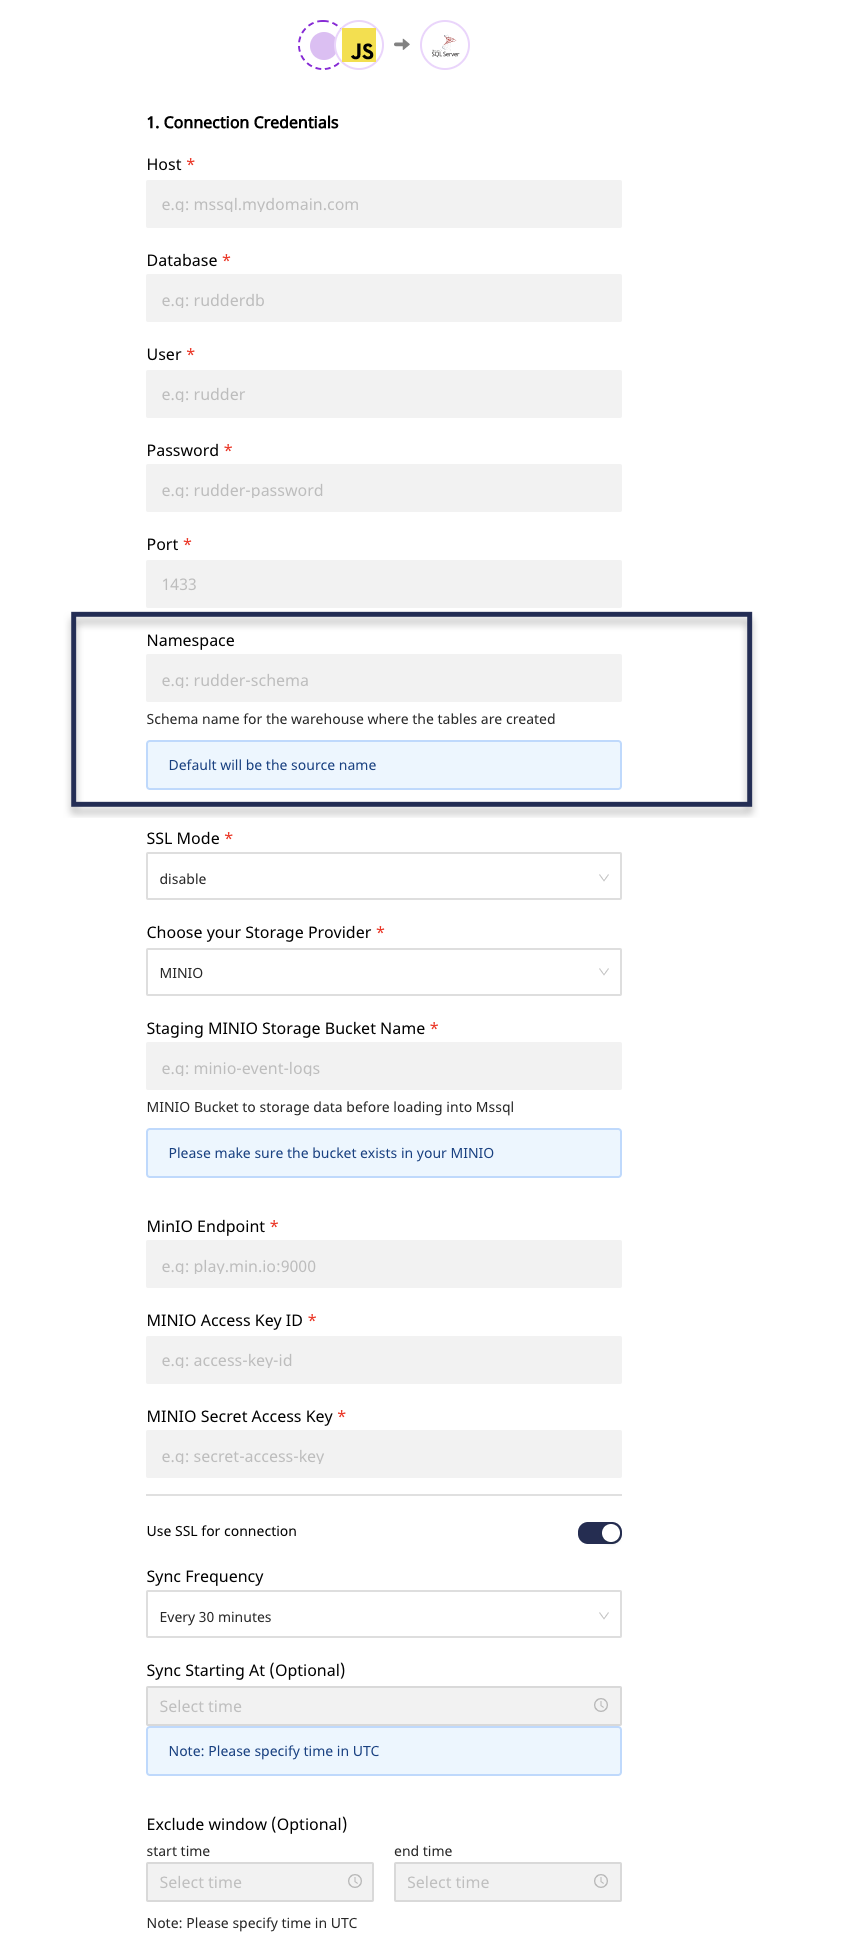 JS
SQL Server
1. Connection Credentials
Host *
e.g: mssql.mydomain.com
Database *
e.g: rudderdb
User *
e.g: rudder
Password *
e.g: rudder-password
Port *
1433
Namespace
e.g: rudder-schema
Schema name for the warehouse where the tables are created
Default will be the source name
SSL Mode *
disable
Choose your Storage Provider *
MINIO
Staging MINIO Storage Bucket Name *
e.g: minio-event-logs
MINIO Bucket to storage data before loading into Mssql
Please make sure the bucket exists in your MINIO
MinIO Endpoint *
e.g: play.min.io:9000
MINIO Access Key ID *
e.g: access-key-id
MINIO Secret Access Key *
e.g: secret-access-key
Use SSL for connection
Sync Frequency
Every 30 minutes
Sync Starting At (Optional)
Select time
Note: Please specify time in UTC
Exclude window (Optional)
start time end time
Select time Select time
Note: Please specify time in UTC